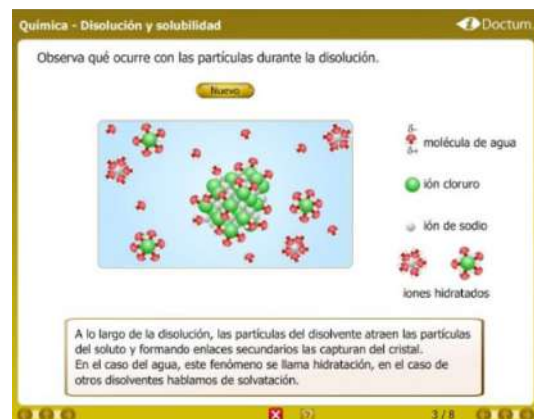 Química - Disolución y solubilidad
Doctum
Observa qué ocurre con las partículas durante la disolución.
Nuevo
δ-
molécula de agua
δ+
ión cloruro
ión de sodio
iones hidratados
A lo largo de la disolución, las partículas del disolvente atraen las partículas
del soluto y formando enlaces secundarios las capturan del cristal.
En el caso del agua, este fenómeno se llama hidratación, en el caso de
otros disolventes hablamos de solvatación.
3 / 8